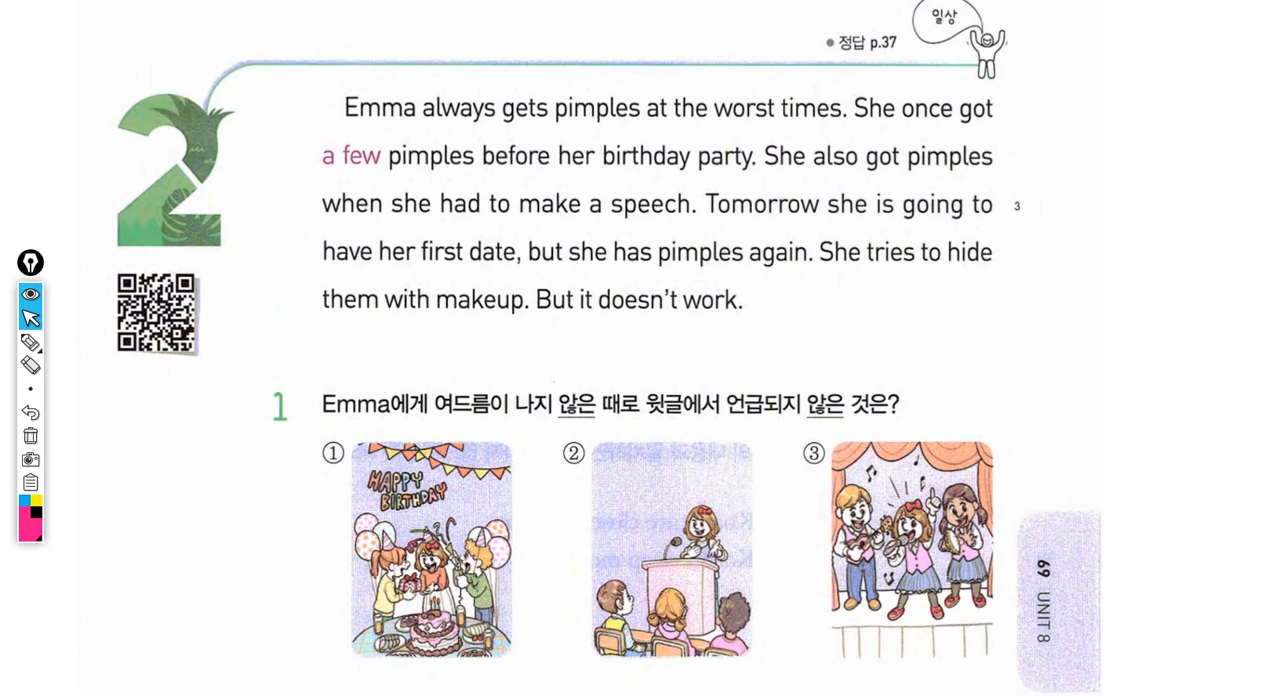 일상
● 정답 p.37
2
Emma always gets pimples at the worst times. She once got
a few pimples before her birthday party. She also got pimples
when she had to make a speech. Tomorrow she is going to
3
have her first date, but she has pimples again. She tries to hide
them with makeup. But it doesn't work.
1 Emma에게 여드름이 나지 않은 때로 윗글에서 언급되지 않은 것은?
① ② ③
HAPPY
BIRTHDAY
69 UNIT 8